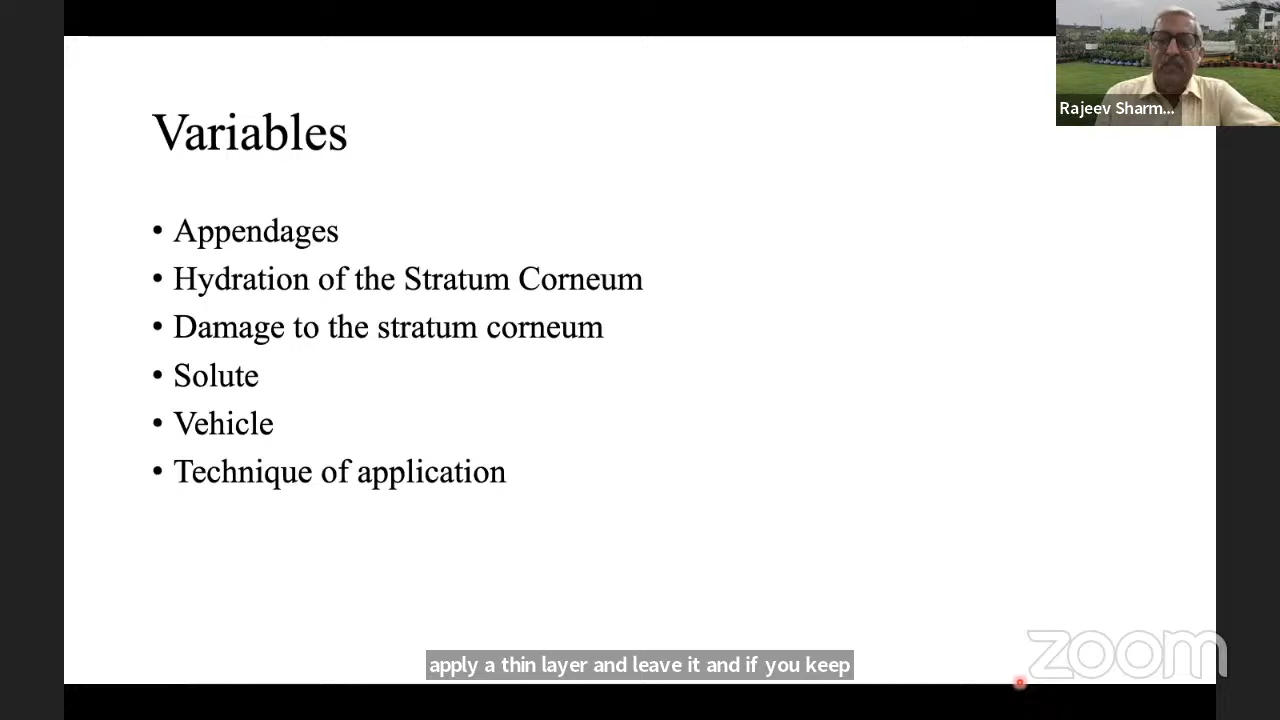 Rajeev Sharm...
Variables
• Appendages
• Hydration of the Stratum Corneum
• Damage to the stratum corneum
• Solute
• Vehicle
• Technique of application
apply a thin layer and leave it and if you keep
zoom